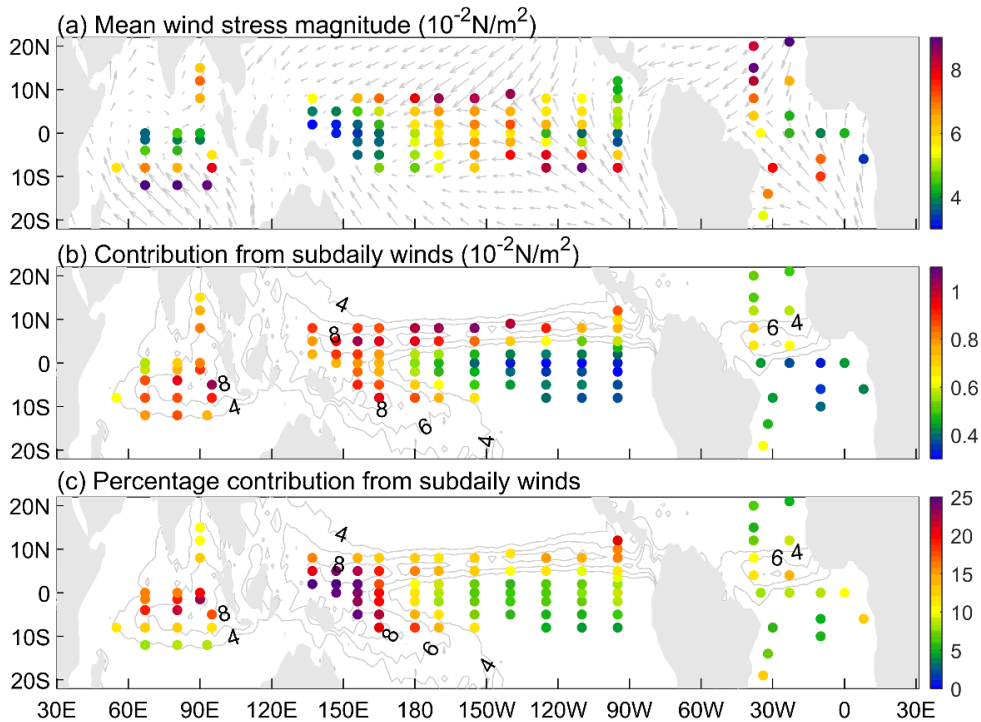 (a) Mean wind stress magnitude (10⁻²N/m²)
20N
10N
0
10S
20S
8
6
4
(b) Contribution from subdaily winds (10⁻²N/m²)
20N
10N
0
10S
20S
4
8
8
4
8
6
4
6
4
1
0.8
0.6
0.4
(c) Percentage contribution from subdaily winds
20N
10N
0
10S
20S
4
8
8
4
8
6
4
6
4
25
20
15
10
5
0
30E 60E 90E 120E 150E 180 150W 120W 90W 60W 30W 0 30E